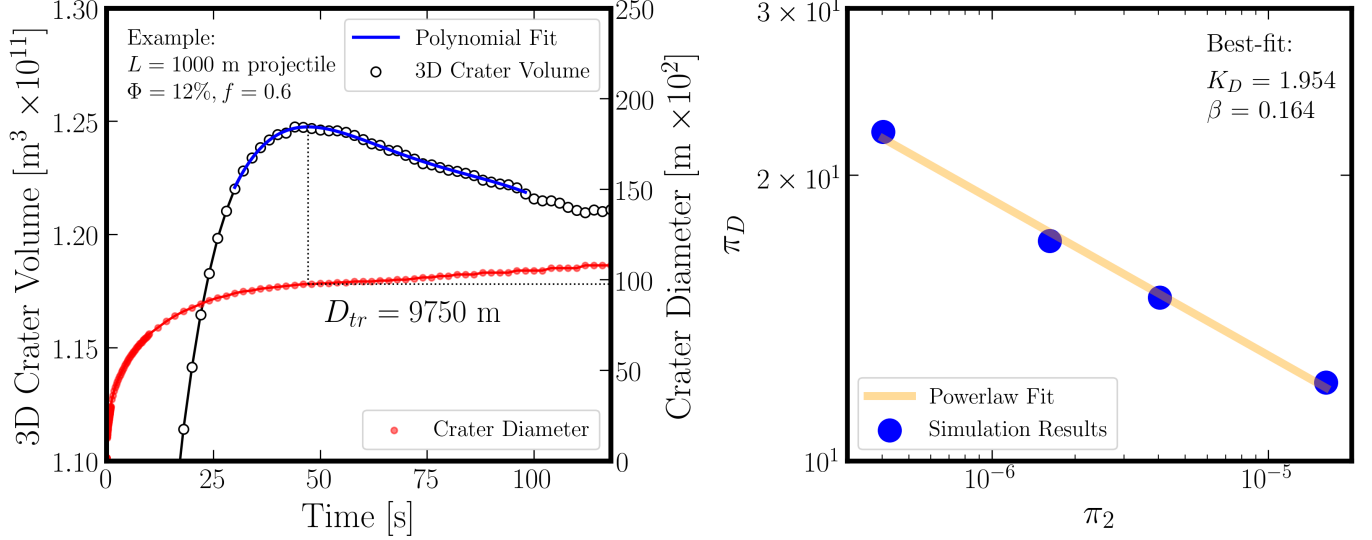 3D Crater Volume [m³ ×10¹¹]
1.30
1.25
1.20
1.15
1.10
Example:
L = 1000 m projectile
Φ = 12%, f = 0.6
Polynomial Fit
3D Crater Volume
D_tr = 9750 m
Crater Diameter
0
25
50
75
100
Time [s]
250
200
150
100
50
0
Crater Diameter [m ×10²]
π_D
3 × 10¹
2 × 10¹
10¹
Best-fit:
K_D = 1.954
β = 0.164
Powerlaw Fit
Simulation Results
10⁻⁶
10⁻⁵
π₂